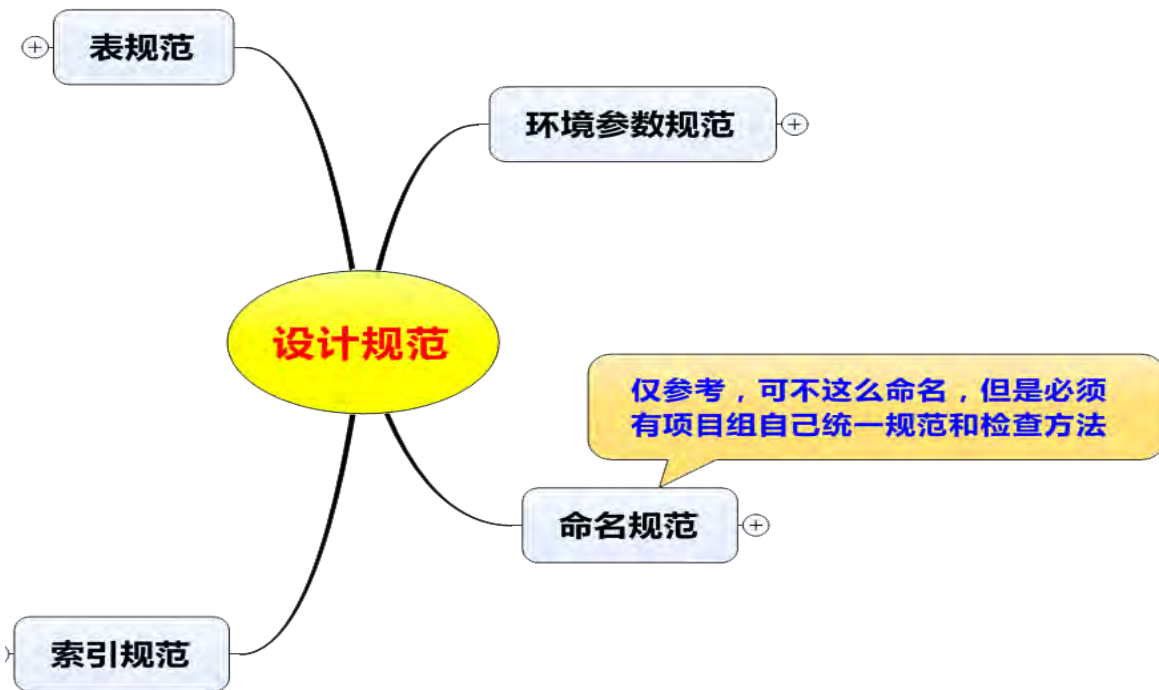 表规范
环境参数规范
设计规范
仅参考，可不这么命名，但是必须
有项目组自己统一规范和检查方法
命名规范
索引规范